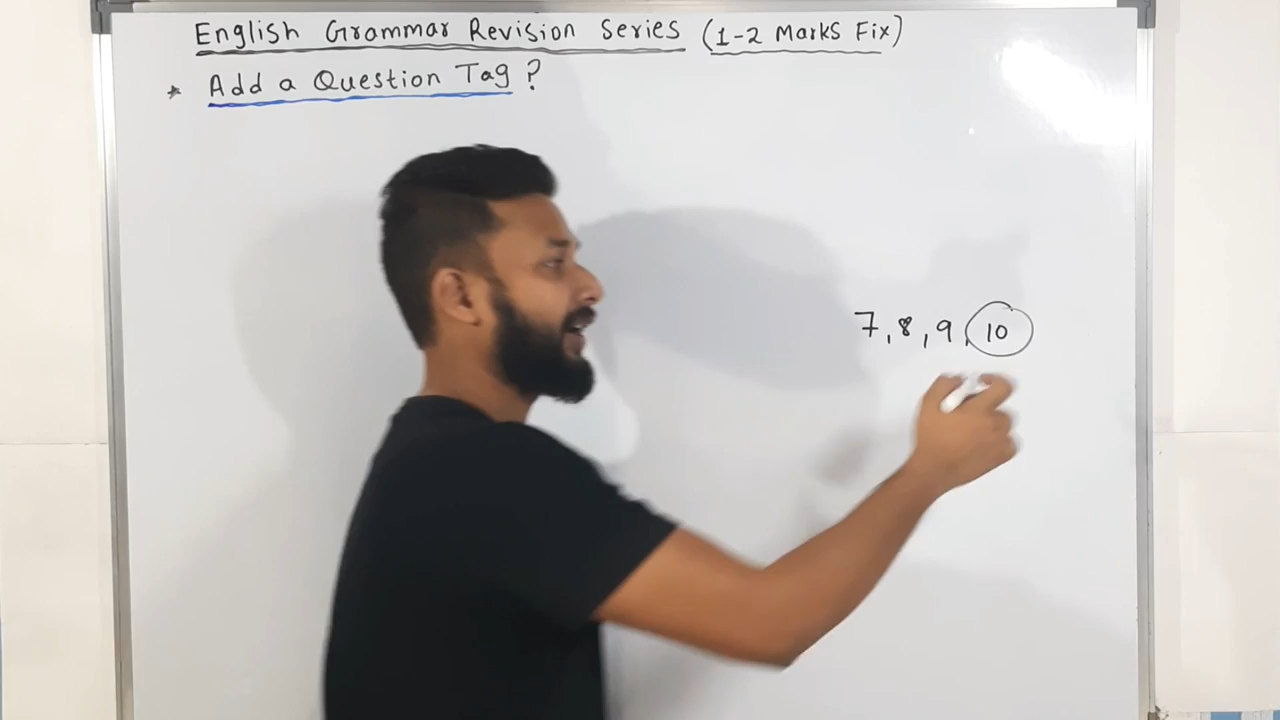 English Grammar Revision Series (1-2 Marks Fix)
* Add a Question Tag ?
7, 8, 9, 10